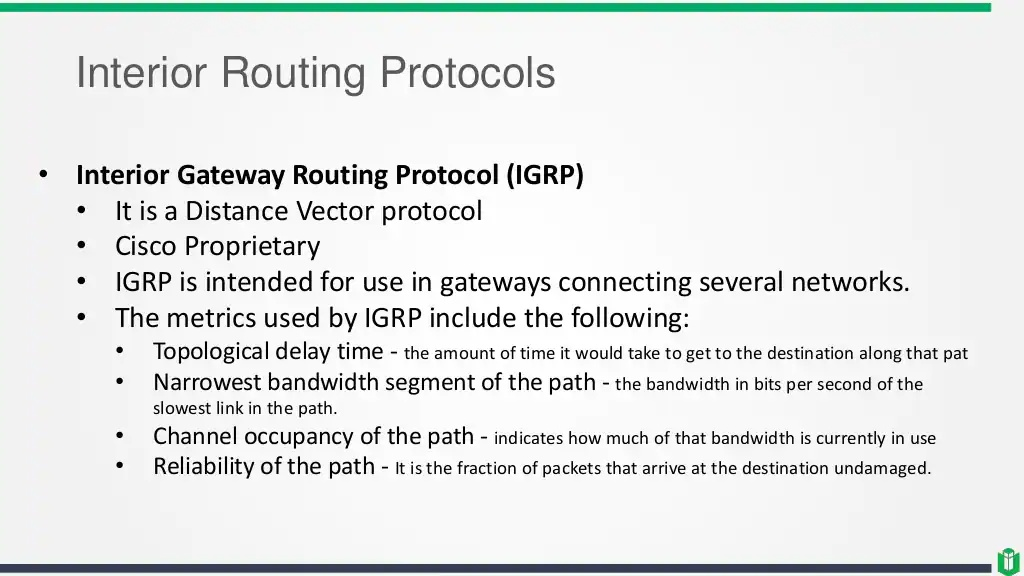 Interior Routing Protocols
• Interior Gateway Routing Protocol (IGRP)
• It is a Distance Vector protocol
• Cisco Proprietary
• IGRP is intended for use in gateways connecting several networks.
• The metrics used by IGRP include the following:
• Topological delay time - the amount of time it would take to get to the destination along that pat
• Narrowest bandwidth segment of the path - the bandwidth in bits per second of the
slowest link in the path.
• Channel occupancy of the path - indicates how much of that bandwidth is currently in use
• Reliability of the path - It is the fraction of packets that arrive at the destination undamaged.